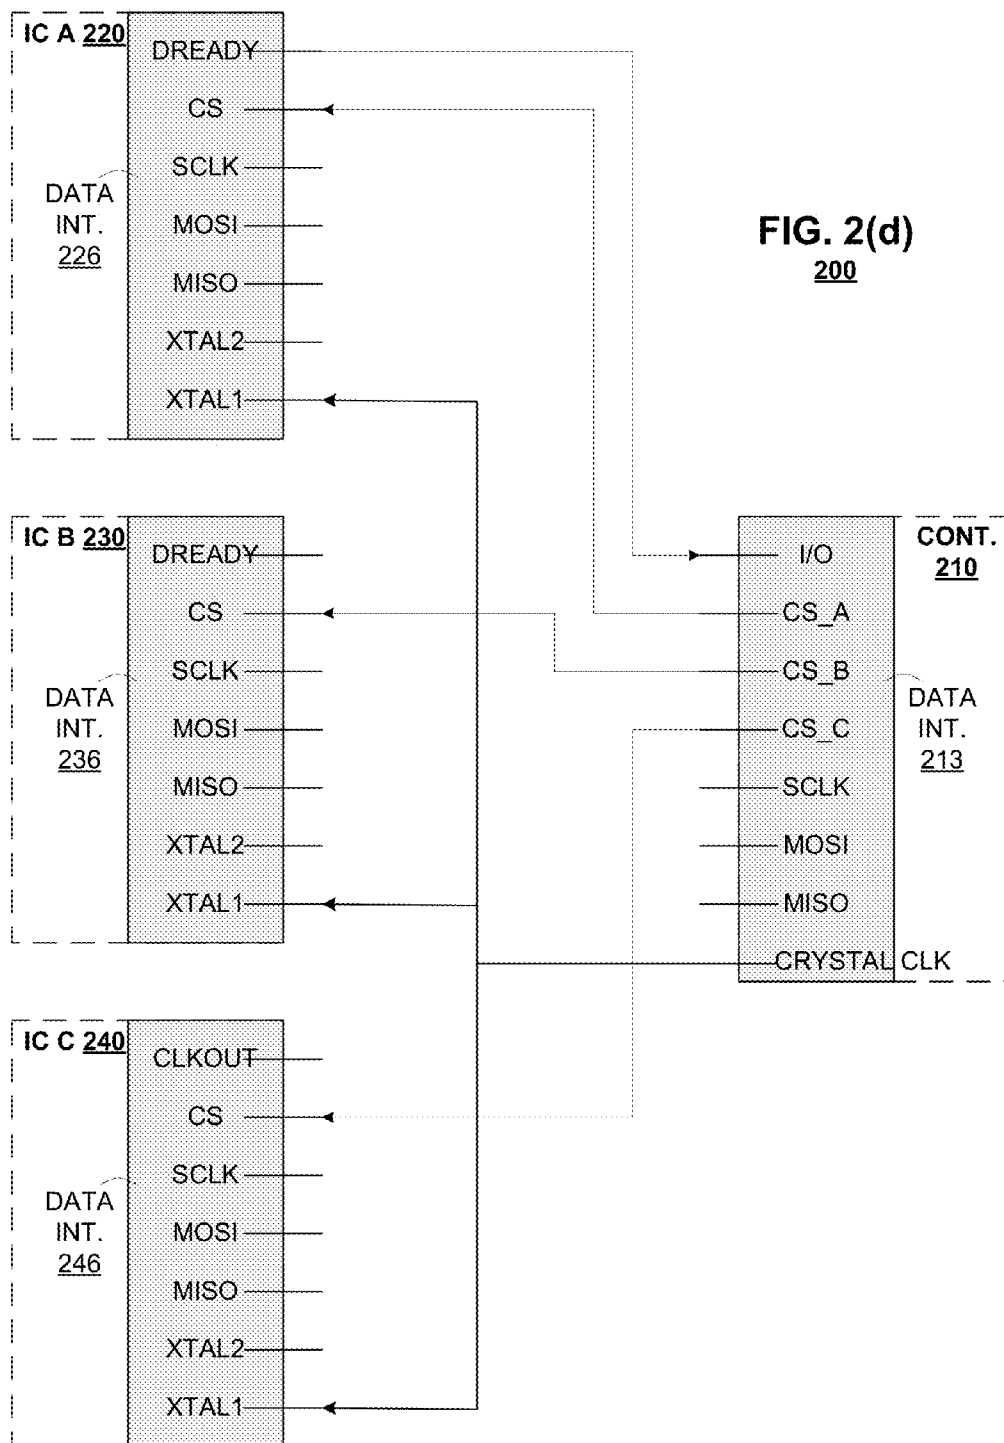 IC A 220
DREADY
CS
SCLK
DATA
INT.
226
MOSI
MISO
XTAL2
XTAL1
FIG. 2(d)
200
IC B 230
DREADY
CS
SCLK
DATA
INT.
236
MOSI
MISO
XTAL2
XTAL1
CONT.
210
I/O
CS_A
CS_B
CS_C
DATA
INT.
213
SCLK
MOSI
MISO
CRYSTAL CLK
IC C 240
CLKOUT
CS
SCLK
DATA
INT.
246
MOSI
MISO
XTAL2
XTAL1